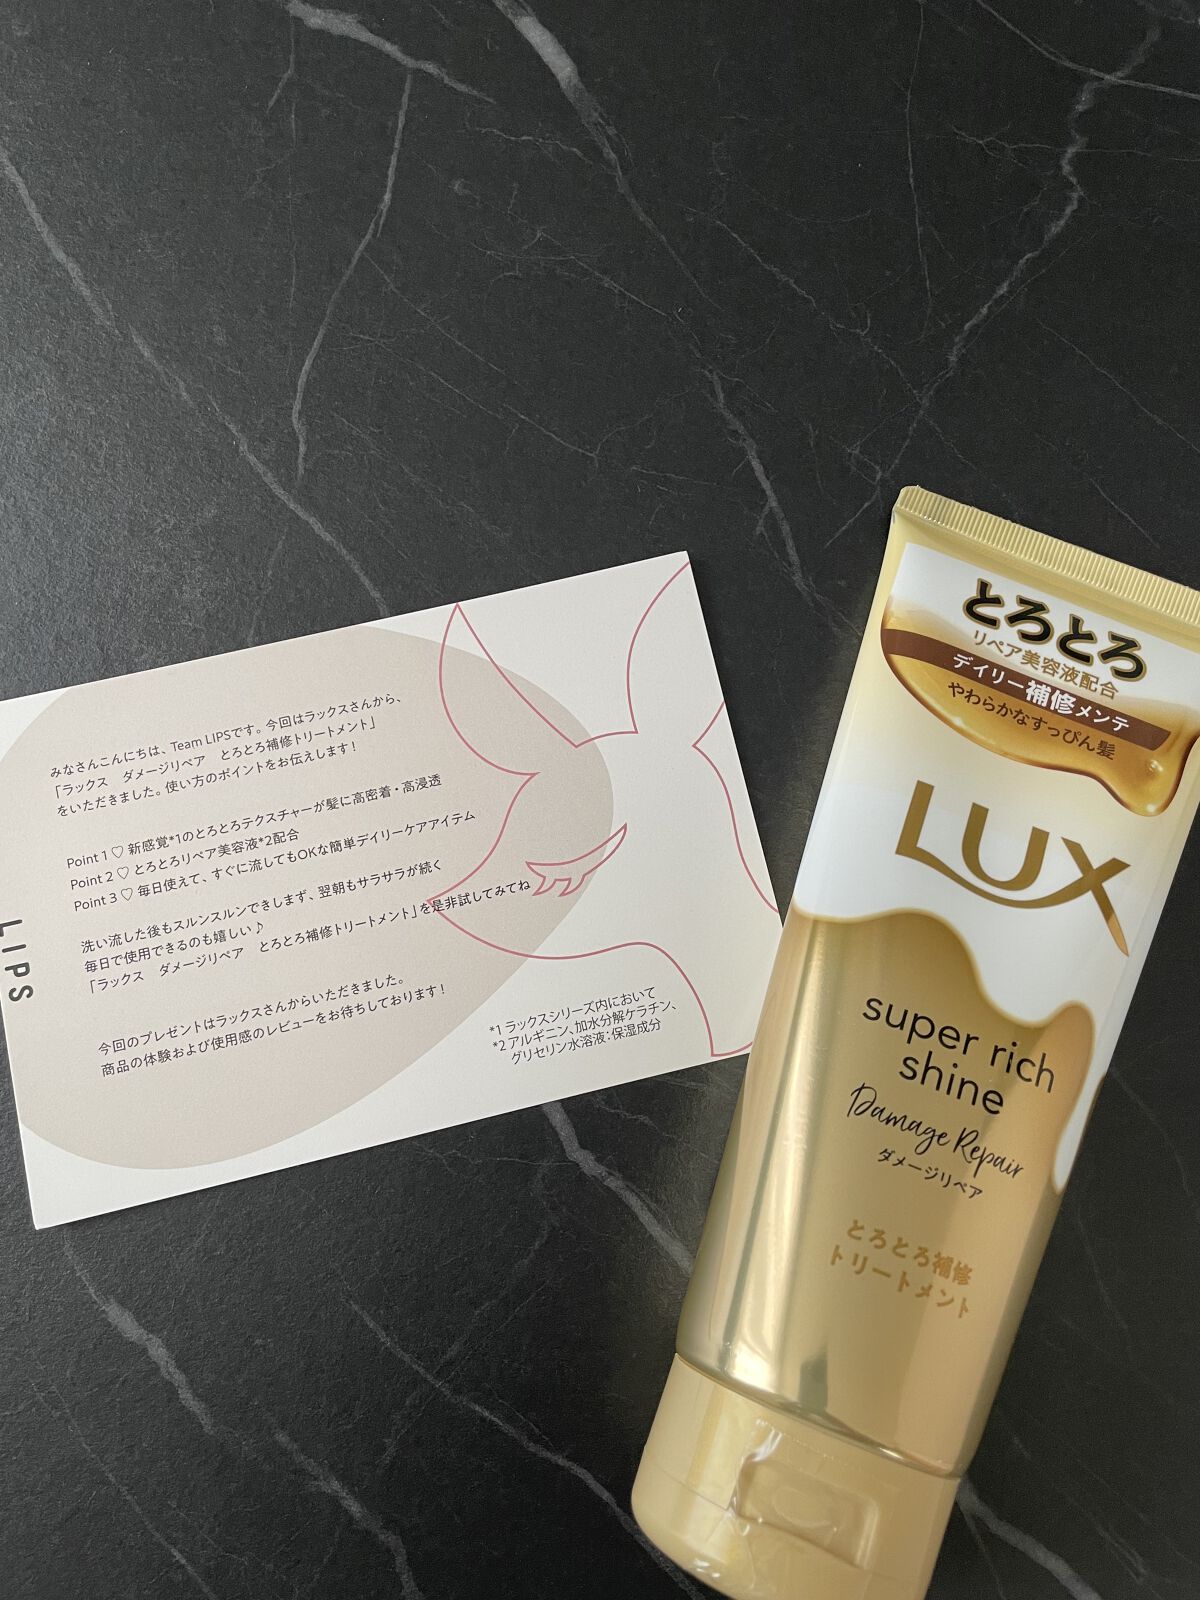 みなさんこんにちは、Team LIPSです。今回はラックスさんから、
「ラックス　ダメージリペア　とろとろ補修トリートメント」
をいただきました。使い方のポイントをお伝えします！
Point 1 ♡ 新感覚*1のとろとろテクスチャーが髪に高密着・高浸透
Point 2 ♡ とろとろリペア美容液*2配合
Point 3 ♡ 毎日使えて、すぐに流してもOKな簡単デイリーケアアイテム
洗い流した後もスルンスルンできしまず、翌朝もサラサラが続く
毎日で使用できるのも嬉しい♪
「ラックス　ダメージリペア　とろとろ補修トリートメント」を是非試してみてね
今回のプレゼントはラックスさんからいただきました。
商品の体験および使用感のレビューをお待ちしております！
*1 ラックスシリーズ内において
*2 アルギニン、加水分解ケラチン、
グリセリン水溶液：保湿成分
LIPS
とろとろ
リペア美容液配合
デイリー補修メンテ
やわらかなすっぴん髪
LUX
super rich
shine
Damage Repair
ダメージリペア
とろとろ補修
トリートメント